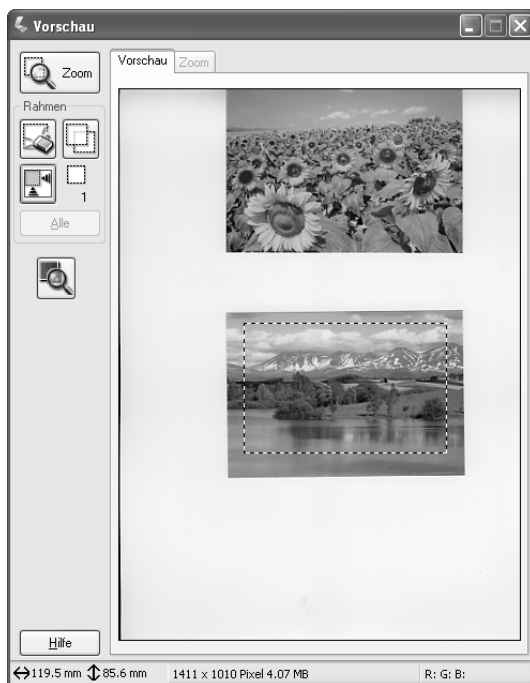 Vorschau
Zoom
Vorschau Zoom
Rahmen
1
Alle
Hilfe
119.5 mm 85.6 mm 1411 x 1010 Pixel 4.07 MB R: G: B: